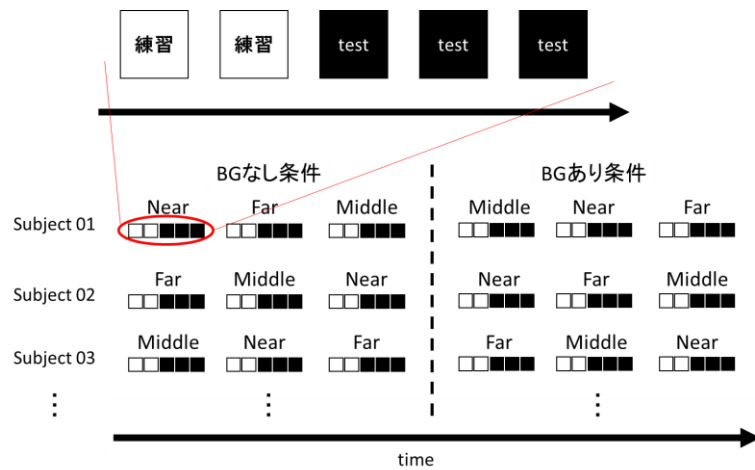 練習 練習 test test test
BGなし条件 BGあり条件
Near Far Middle Middle Near Far
Subject 01
Far Middle Near Near Far Middle
Subject 02
Middle Near Far Far Middle Near
Subject 03
⋮ ⋮ ⋮
time